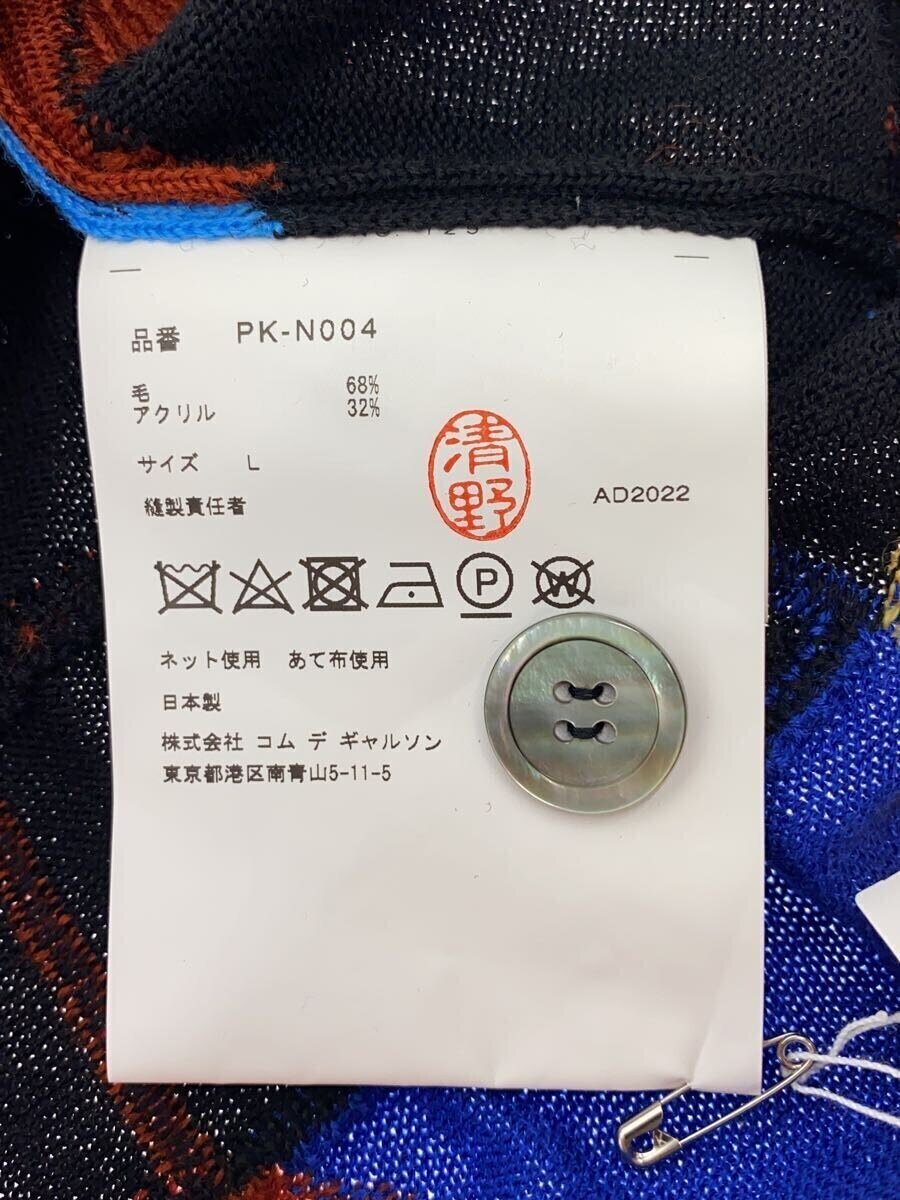 品番 PK-N004
毛 68%
アクリル 32%
サイズ L
縫製責任者
清野
AD2022
P
W
ネット使用 あて布使用
日本製
株式会社 コム デ ギャルソン
東京都港区南青山5-11-5